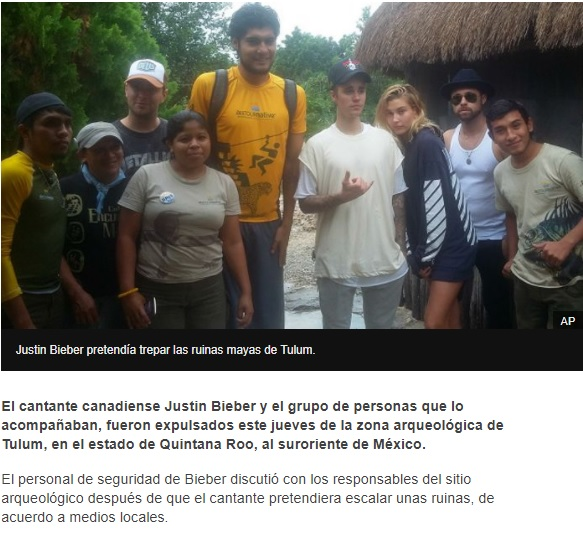 METALLICA
AP
Justin Bieber pretendía trepar las ruinas mayas de Tulum.
El cantante canadiense Justin Bieber y el grupo de personas que lo
acompañaban, fueron expulsados este jueves de la zona arqueológica de
Tulum, en el estado de Quintana Roo, al suroriente de México.
El personal de seguridad de Bieber discutió con los responsables del sitio
arqueológico después de que el cantante pretendiera escalar unas ruinas, de
acuerdo a medios locales.